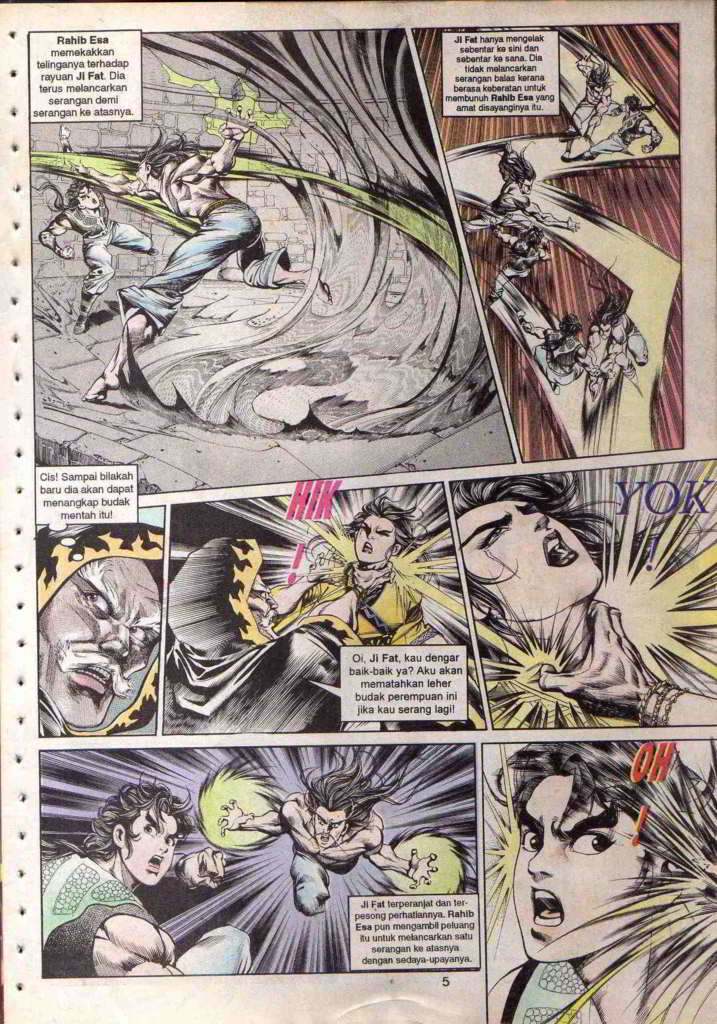 Rahib Esa
memekakkan
telinganya terhadap
rayuan Ji Fat. Dia
terus melancarkan
serangan demi
serangan ke atasnya.
Ji Fat hanya mengelak
sebentar ke sini dan
sebentar ke sana. Dia
tidak melancarkan
serangan balas kerana
berasa keberatan untuk
membunuh Rahib Esa yang
amat disayanginya itu.
Cis! Sampai bilakah
baru dia akan dapat
menangkap budak
mentah itu!
HIK
!
Oi, Ji Fat, kau dengar
baik-baik ya? Aku akan
mematahkan leher
budak perempuan ini
jika kau serang lagi!
YOK
!
Ji Fat terperanjat dan ter-
pesong perhatiannya. Rahib
Esa pun mengambil peluang
itu untuk melancarkan satu
serangan ke atasnya
dengan sedaya-upayanya.
OH
!
5